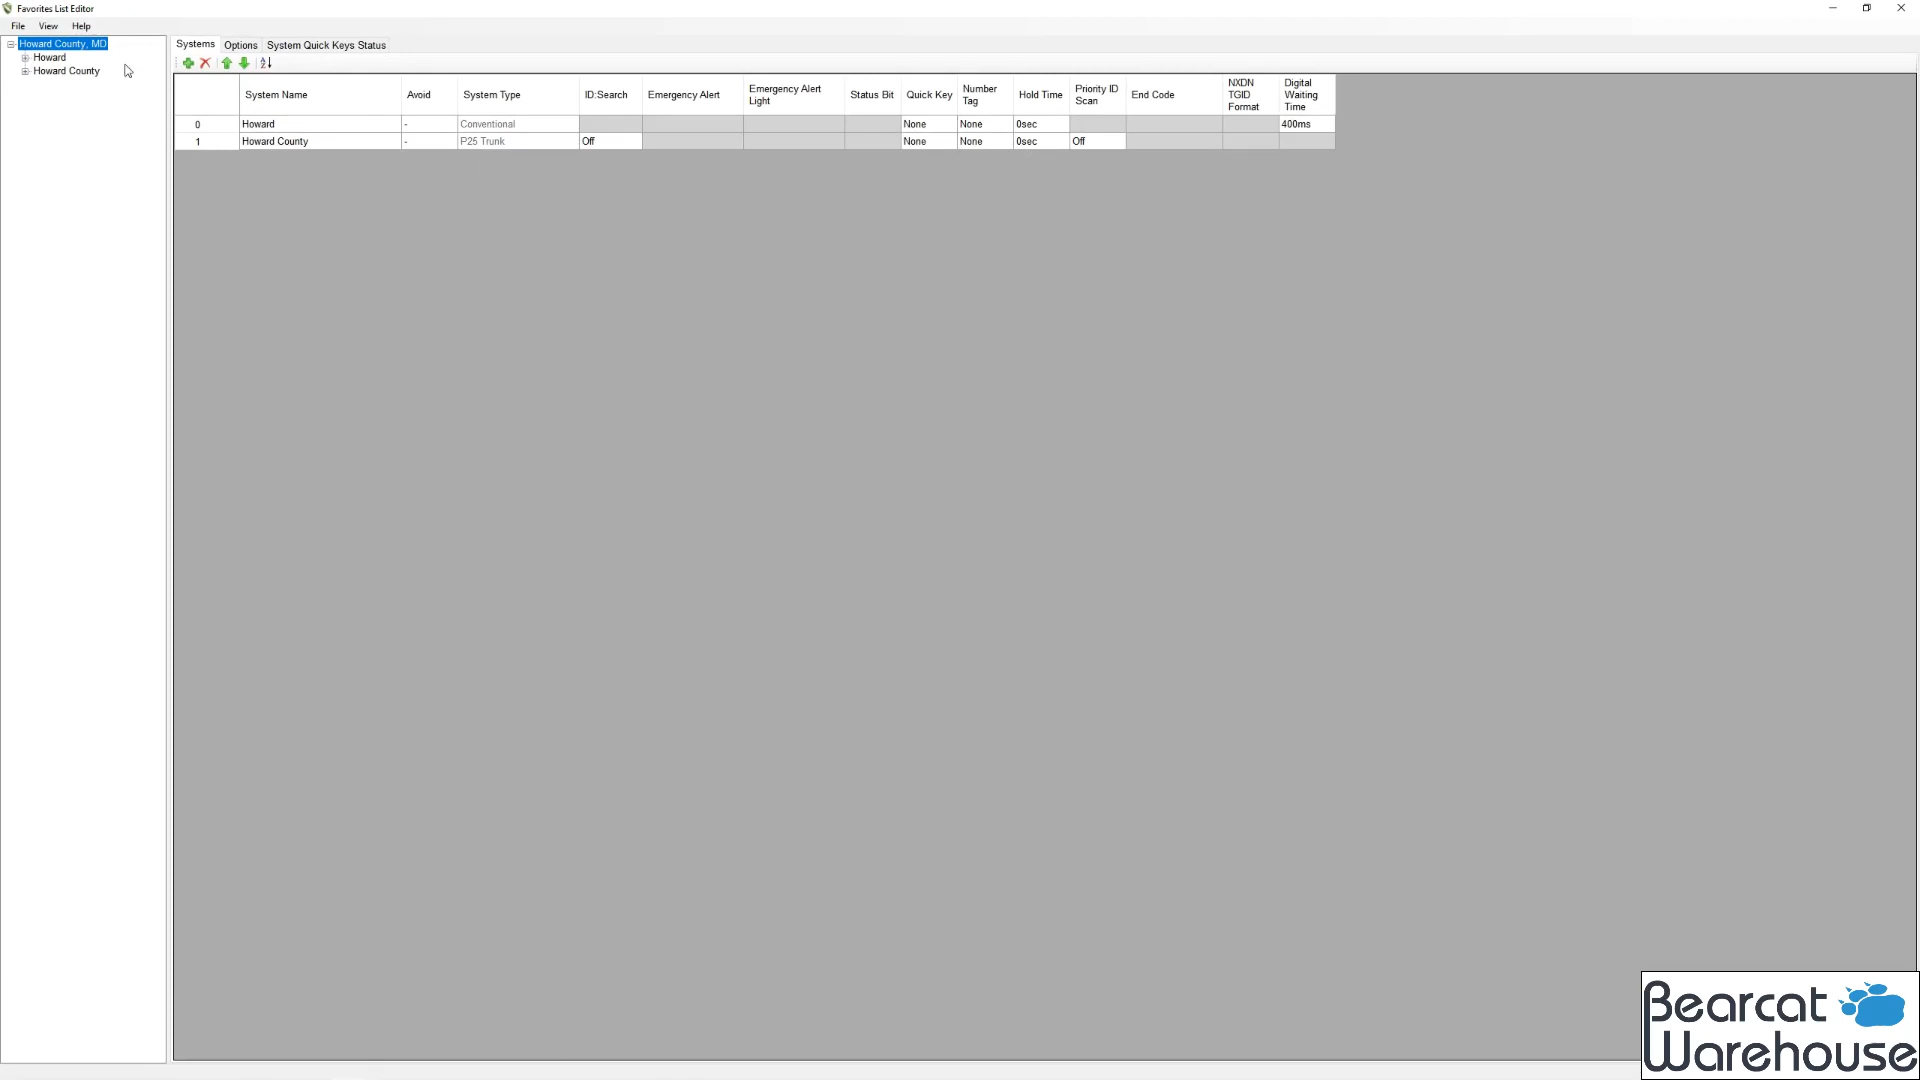 Favorites List Editor
File View Help
Howard County, MD
Howard
Howard County
Systems Options System Quick Keys Status
System Name Avoid System Type ID:Search Emergency Alert Emergency Alert Light Status Bit Quick Key Number Tag Hold Time Priority ID Scan End Code NXDN TGID Format Digital Waiting Time
0 Howard - Conventional None None 0sec 400ms
1 Howard County - P25 Trunk Off None None 0sec Off
Bearcat
Warehouse